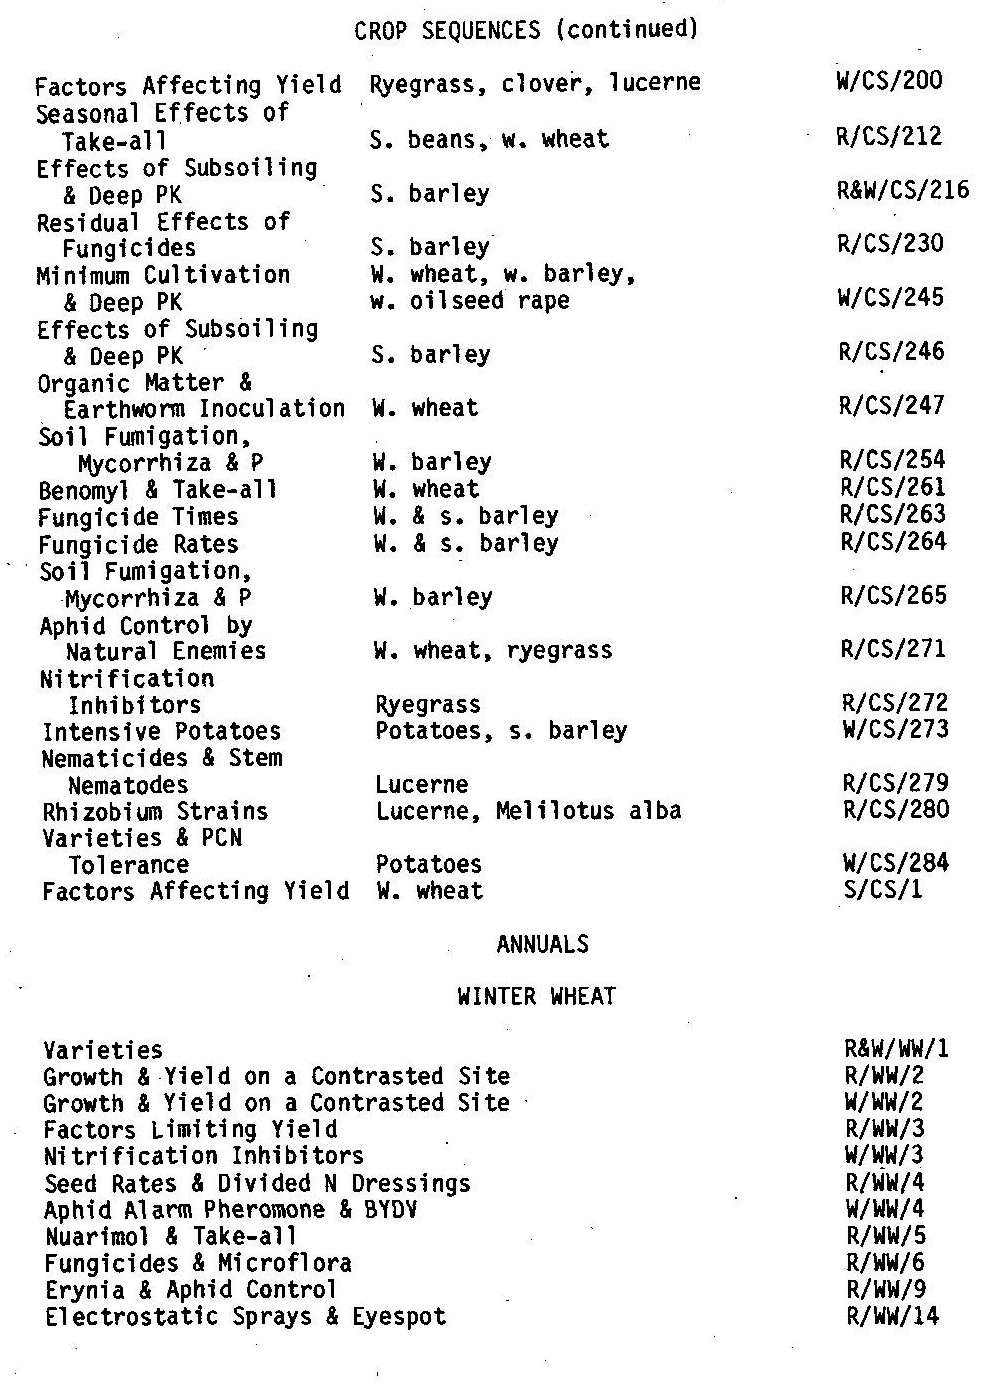 CROP SEQUENCES (continued)
Factors Affecting Yield Ryegrass, clover, lucerne W/CS/200
Seasonal Effects of
Take-all S. beans, w. wheat R/CS/212
Effects of Subsoiling
& Deep PK S. barley R&W/CS/216
Residual Effects of
Fungicides S. barley R/CS/230
Minimum Cultivation W. wheat, w. barley,
& Deep PK w. oilseed rape W/CS/245
Effects of Subsoiling
& Deep PK S. barley R/CS/246
Organic Matter &
Earthworm Inoculation W. wheat R/CS/247
Soil Fumigation,
Mycorrhiza & P W. barley R/CS/254
Benomyl & Take-all W. wheat R/CS/261
Fungicide Times W. & s. barley R/CS/263
Fungicide Rates W. & s. barley R/CS/264
Soil Fumigation,
Mycorrhiza & P W. barley R/CS/265
Aphid Control by
Natural Enemies W. wheat, ryegrass R/CS/271
Nitrification
Inhibitors Ryegrass R/CS/272
Intensive Potatoes Potatoes, s. barley W/CS/273
Nematicides & Stem
Nematodes Lucerne R/CS/279
Rhizobium Strains Lucerne, Melilotus alba R/CS/280
Varieties & PCN
Tolerance Potatoes W/CS/284
Factors Affecting Yield W. wheat S/CS/1
ANNUALS
WINTER WHEAT
Varieties R&W/WW/1
Growth & Yield on a Contrasted Site R/WW/2
Growth & Yield on a Contrasted Site W/WW/2
Factors Limiting Yield R/WW/3
Nitrification Inhibitors W/WW/3
Seed Rates & Divided N Dressings R/WW/4
Aphid Alarm Pheromone & BYDV W/WW/4
Nuarimol & Take-all R/WW/5
Fungicides & Microflora R/WW/6
Erynia & Aphid Control R/WW/9
Electrostatic Sprays & Eyespot R/WW/14